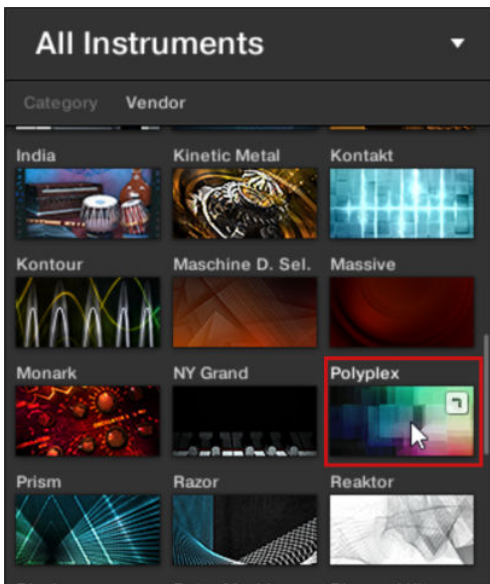 All Instruments
Category Vendor
India Kinetic Metal Kontakt
Kontour Maschine D. Sel. Massive
Monark NY Grand Polyplex
Prism Razor Reaktor